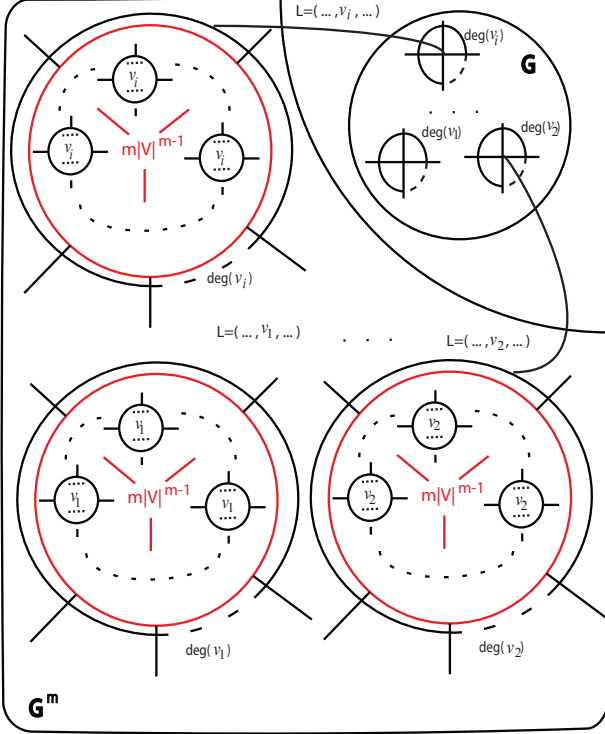 L=(...,v_i,...)
deg(v_i)
G
v_i
deg(v_1)
deg(v_2)
v_i
v_i
m|V|^{m-1}
deg(v_i)
L=(...,v_1,...)
L=(...,v_2,...)
v_1
v_2
v_1
v_1
v_2
v_2
m|V|^{m-1}
m|V|^{m-1}
deg(v_1)
deg(v_2)
G^m